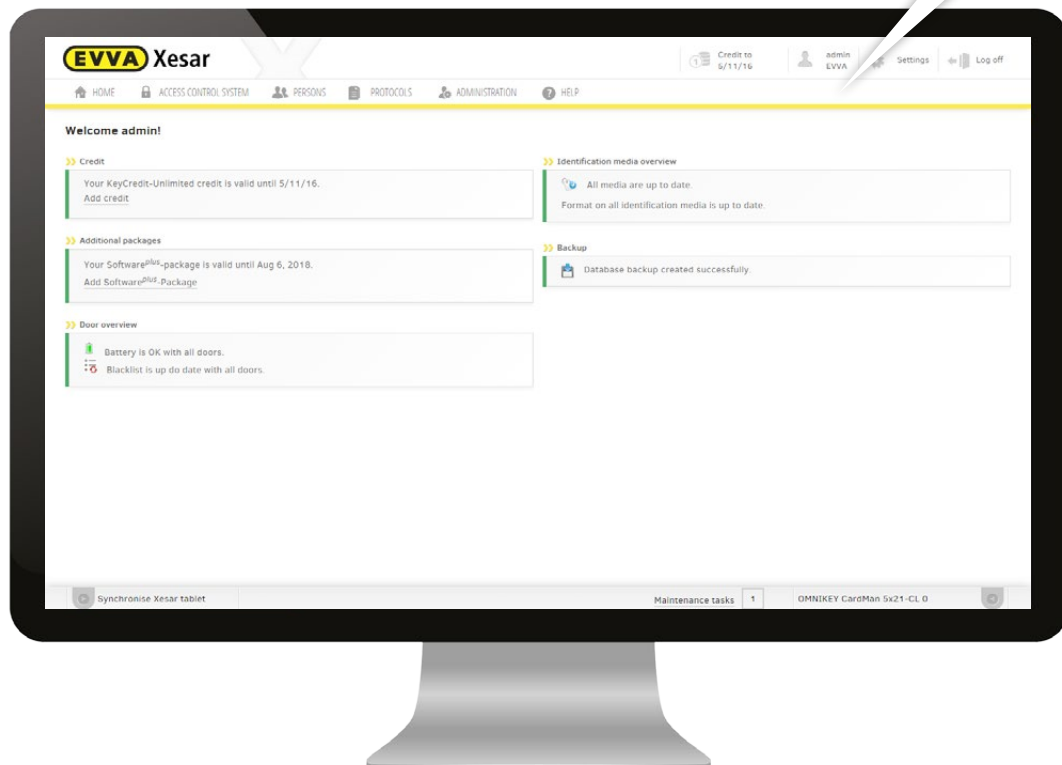 EVVA Xesar
Credit to
5/11/16
admin
EVVA
Settings
Log off
HOME
ACCESS CONTROL SYSTEM
PERSONS
PROTOCOLS
ADMINISTRATION
HELP
Welcome admin!
Credit
Your KeyCredit-Unlimited credit is valid until 5/11/16.
Add credit
Additional packages
Your Softwareplus-package is valid until Aug 6, 2018.
Add Softwareplus-Package
Door overview
Battery is OK with all doors.
Blacklist is up do date with all doors.
Identification media overview
All media are up to date.
Format on all identification media is up to date.
Backup
Database backup created successfully.
Synchronise Xesar tablet
Maintenance tasks 1
OMNIKEY CardMan 5x21-CL 0